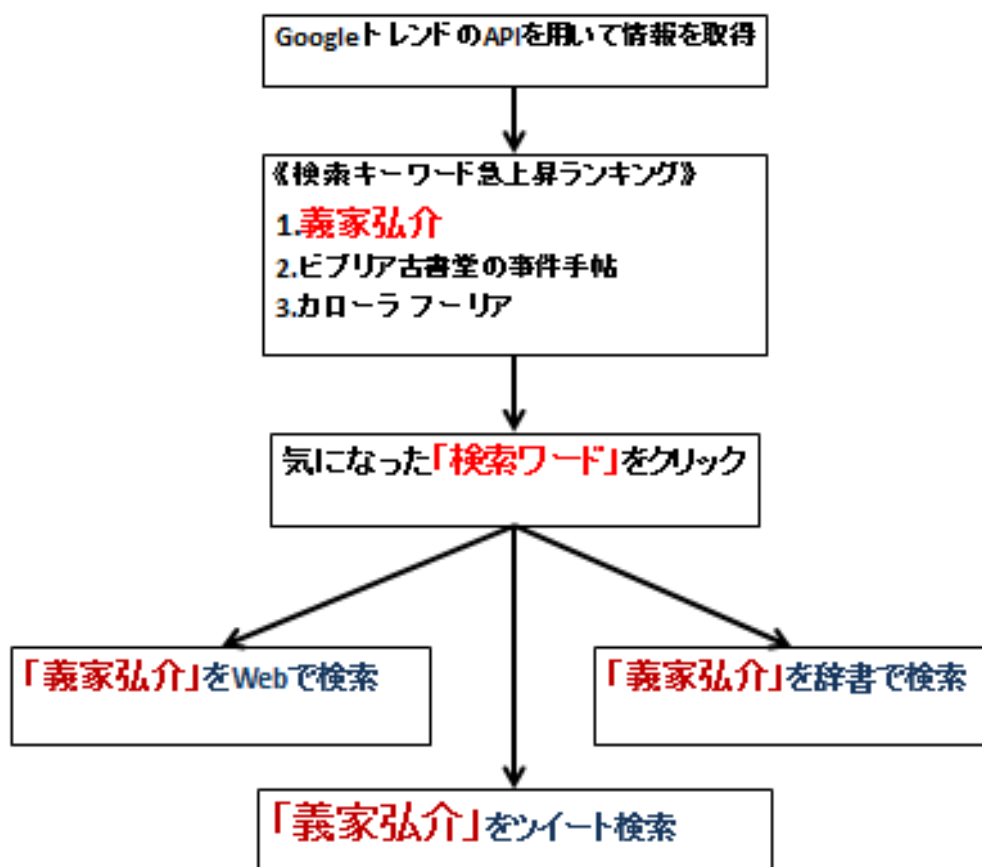 GoogleトレンドのAPIを用いて情報を取得
《検索キーワード急上昇ランキング》
1.義家弘介
2.ビブリア古書堂の事件手帖
3.カローラ フーリア
気になった「検索ワード」をクリック
「義家弘介」をWebで検索
「義家弘介」を辞書で検索
「義家弘介」をツイート検索